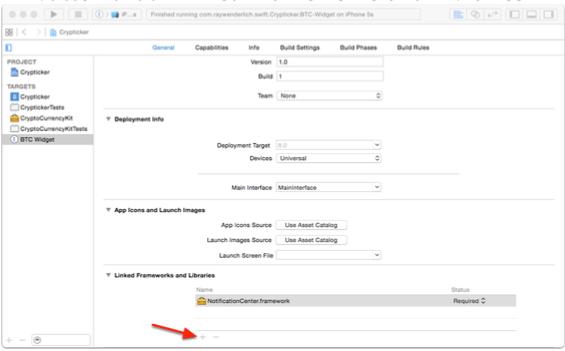 iP...s
Finished running com.raywenderlich.swift.Crypticker.BTC-Widget on iPhone 5s
Crypticker
General Capabilities Info Build Settings Build Phases Build Rules
PROJECT
Crypticker
TARGETS
Crypticker
CryptickerTests
CryptoCurrencyKit
CryptoCurrencyKitTests
BTC Widget
Version 1.0
Build 1
Team None
Deployment Info
Deployment Target 8.0
Devices Universal
Main Interface MainInterface
App Icons and Launch Images
App Icons Source Use Asset Catalog
Launch Images Source Use Asset Catalog
Launch Screen File
Linked Frameworks and Libraries
Name Status
NotificationCenter.framework Required